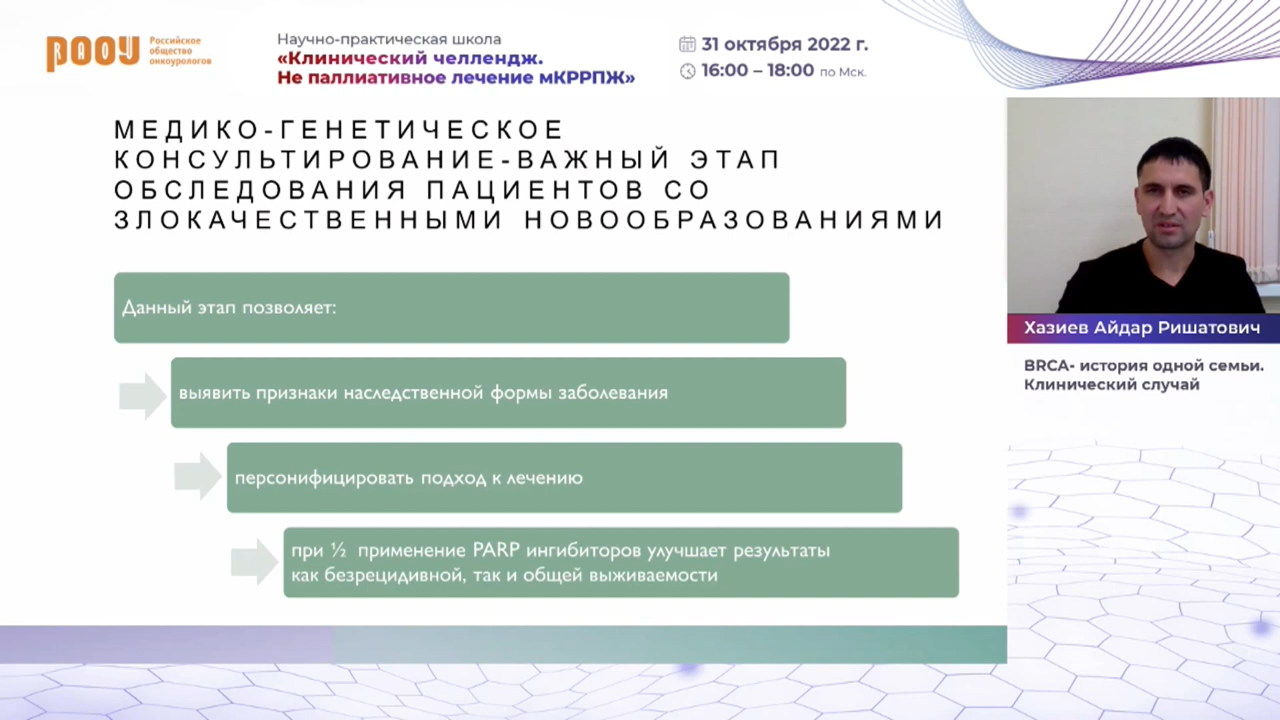 РАОУ
Российское
общество
онкоурологов
Научно-практическая школа
«Клинический челлендж.
Не паллиативное лечение мКРРПЖ»
31 октября 2022 г.
16:00 – 18:00 по Мск.
МЕДИКО-ГЕНЕТИЧЕСКОЕ
КОНСУЛЬТИРОВАНИЕ-ВАЖНЫЙ ЭТАП
ОБСЛЕДОВАНИЯ ПАЦИЕНТОВ СО
ЗЛОКАЧЕСТВЕННЫМИ НОВООБРАЗОВАНИЯМИ
Данный этап позволяет:
выявить признаки наследственной формы заболевания
персонифицировать подход к лечению
при ½ применение PARP ингибиторов улучшает результаты
как безрецидивной, так и общей выживаемости
Хазиев Айдар Ришатович
BRCA- история одной семьи.
Клинический случай